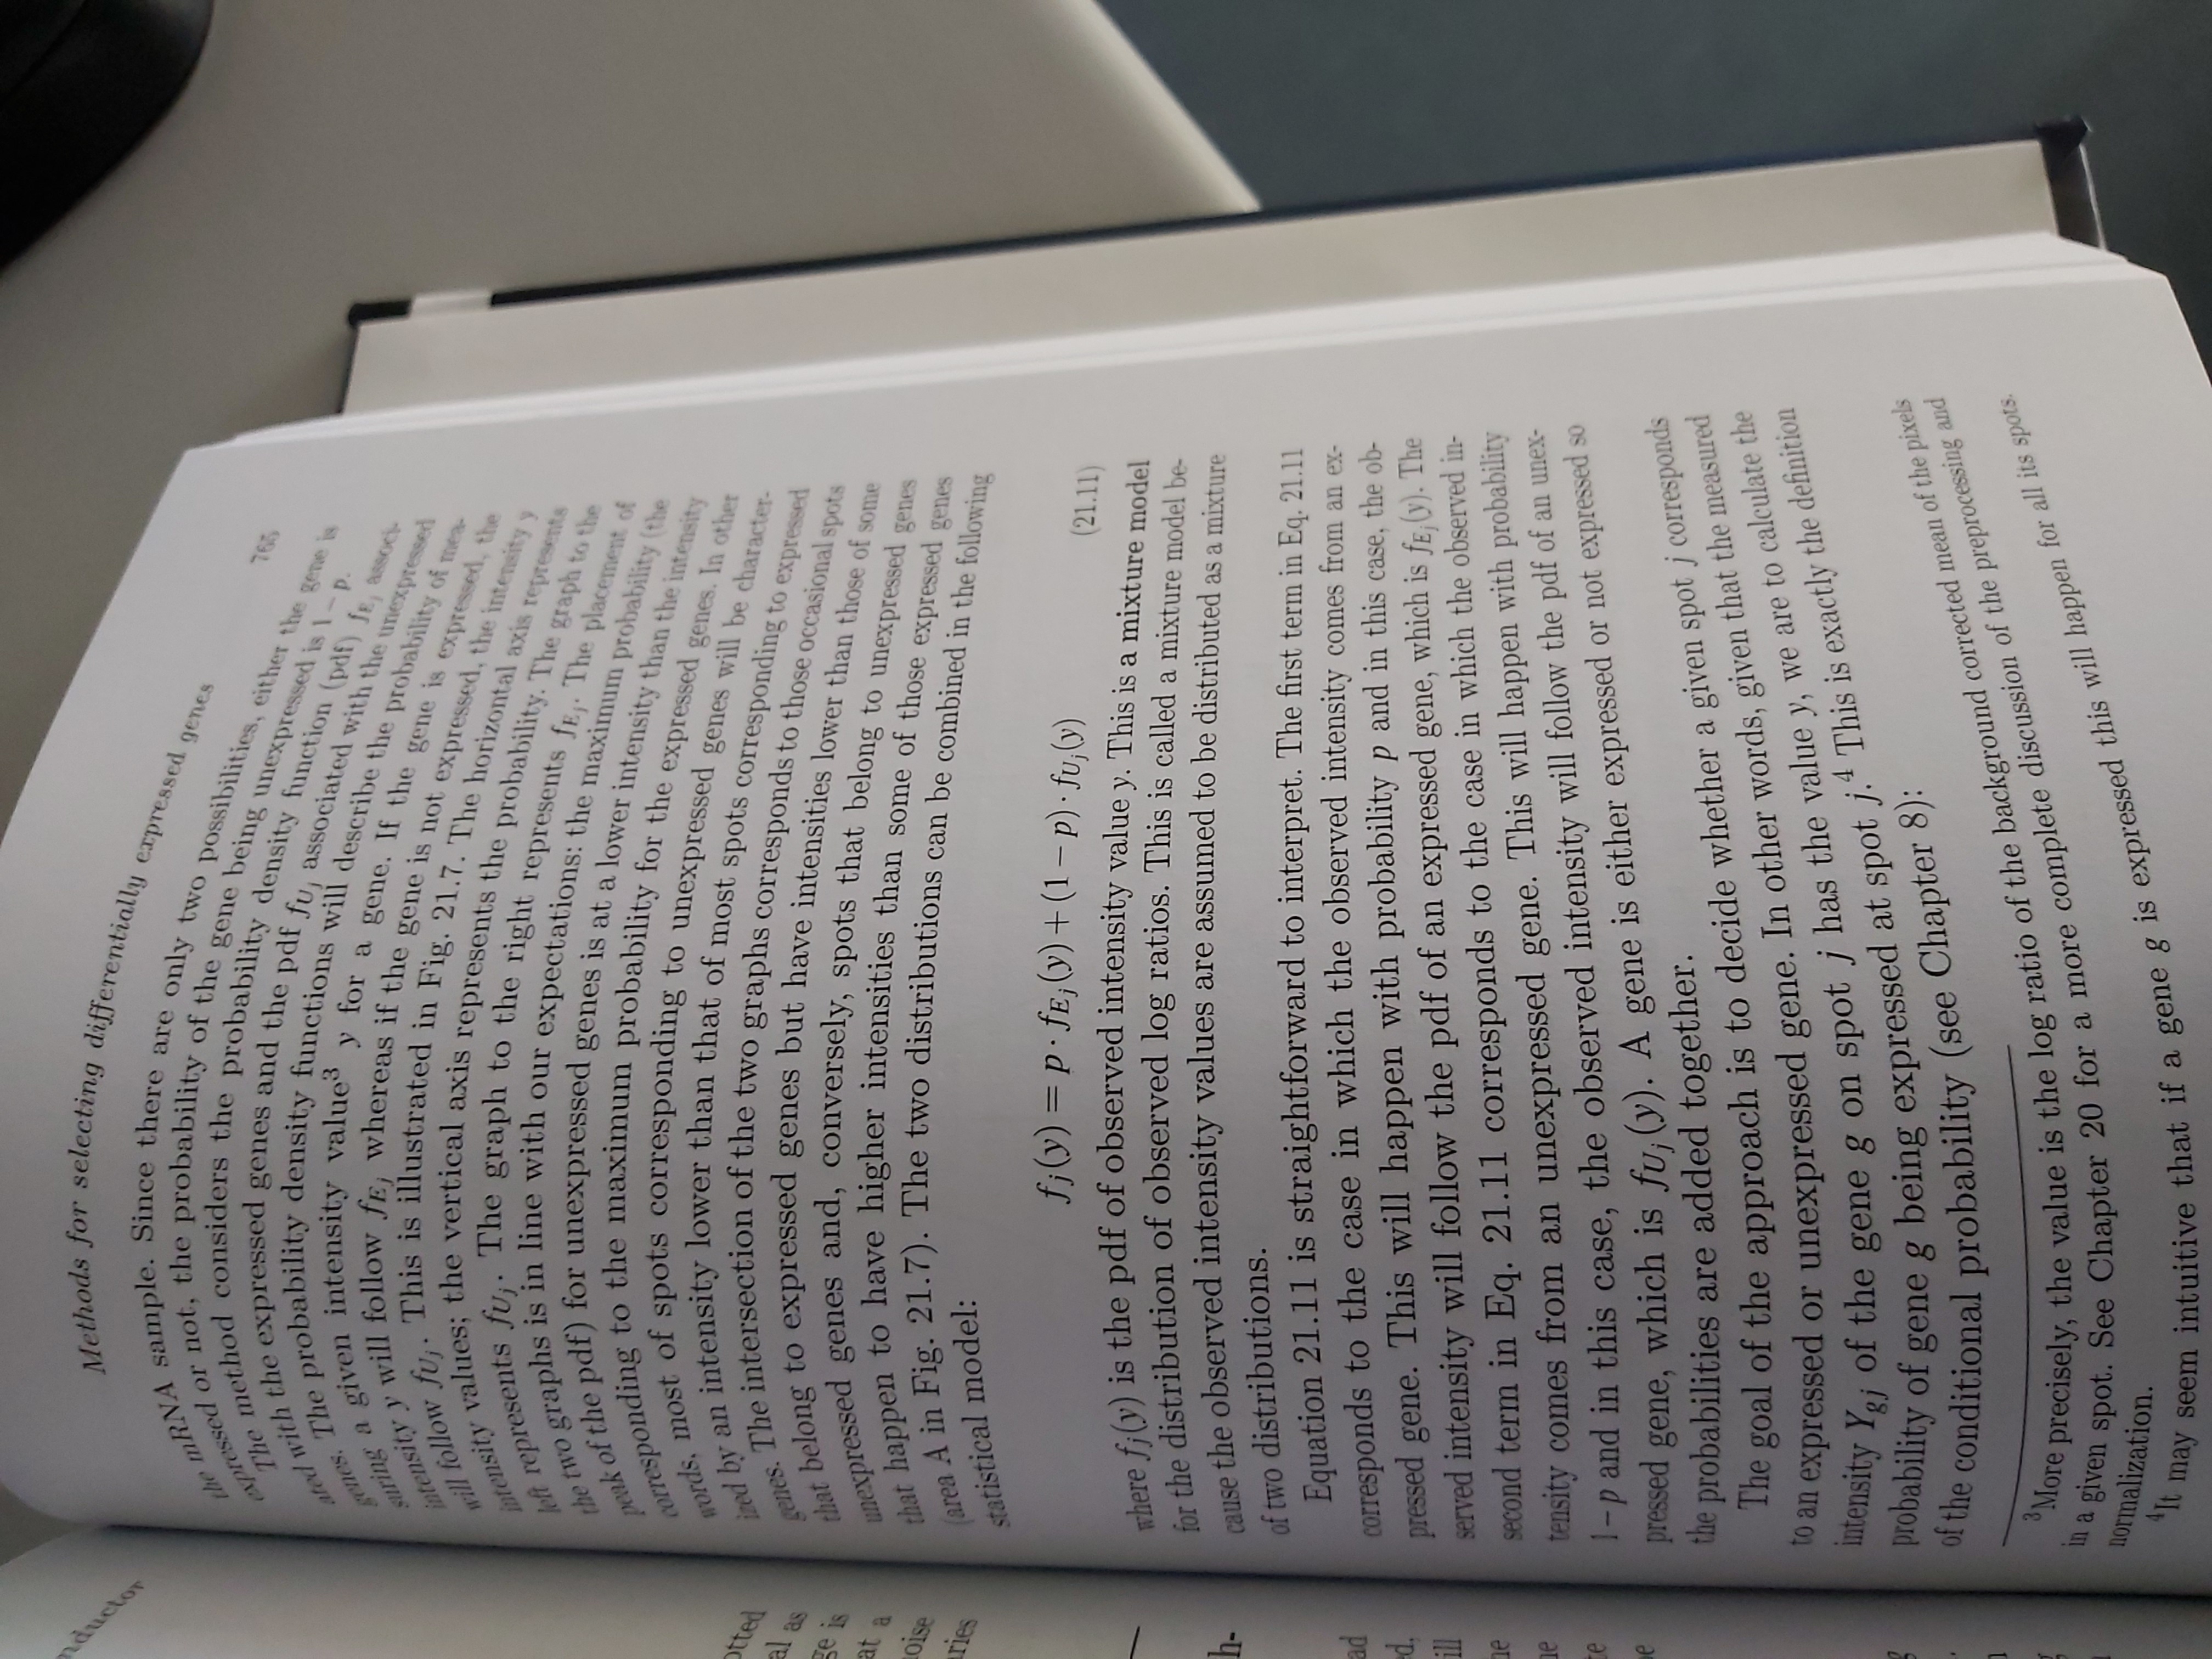 nductor
otted
al as
ge is
at a
oise
ries
h-
ad
ed,
ill
Methods for selecting differentially expressed genes
765
the mRNA sample. Since there are only two possibilities, either the gene is
expressed or not, the probability of the gene being unexpressed is 1 − p.
The method considers the probability density function (pdf) fEj associ-
ated with the expressed genes and the pdf fUj associated with the unexpressed
genes. The probability density functions will describe the probability of mea-
suring a given intensity value³ y for a gene. If the gene is expressed, the
intensity y will follow fEj whereas if the gene is not expressed, the intensity y
will follow fUj. This is illustrated in Fig. 21.7. The horizontal axis represents
intensity values; the vertical axis represents the probability. The graph to the
left represents fUj. The graph to the right represents fEj. The placement of
the two graphs is in line with our expectations: the maximum probability (the
peak of the pdf) for unexpressed genes is at a lower intensity than the intensity
corresponding to the maximum probability for the expressed genes. In other
words, most of spots corresponding to unexpressed genes will be character-
ized by an intensity lower than that of most spots corresponding to expressed
genes. The intersection of the two graphs corresponds to those occasional spots
that belong to expressed genes but have intensities lower than those of some
unexpressed genes and, conversely, spots that belong to unexpressed genes
that happen to have higher intensities than some of those expressed genes
(area A in Fig. 21.7). The two distributions can be combined in the following
statistical model:
fj(y) = p · fEj(y) + (1 − p) · fUj(y)
(21.11)
where fj(y) is the pdf of observed intensity value y. This is a mixture model
for the distribution of observed log ratios. This is called a mixture model be-
cause the observed intensity values are assumed to be distributed as a mixture
of two distributions.
Equation 21.11 is straightforward to interpret. The first term in Eq. 21.11
corresponds to the case in which the observed intensity comes from an ex-
pressed gene. This will happen with probability p and in this case, the ob-
served intensity will follow the pdf of an expressed gene, which is fEj(y). The
second term in Eq. 21.11 corresponds to the case in which the observed in-
tensity comes from an unexpressed gene. This will happen with probability
1−p and in this case, the observed intensity will follow the pdf of an unex-
pressed gene, which is fUj(y). A gene is either expressed or not expressed so
the probabilities are added together.
The goal of the approach is to decide whether a given spot j corresponds
to an expressed or unexpressed gene. In other words, given that the measured
intensity Ygj of the gene g on spot j has the value y, we are to calculate the
probability of gene g being expressed at spot j.⁴ This is exactly the definition
of the conditional probability (see Chapter 8):
³More precisely, the value is the log ratio of the background corrected mean of the pixels
in a given spot. See Chapter 20 for a more complete discussion of the preprocessing and
normalization.
⁴It may seem intuitive that if a gene g is expressed this will happen for all its spots.